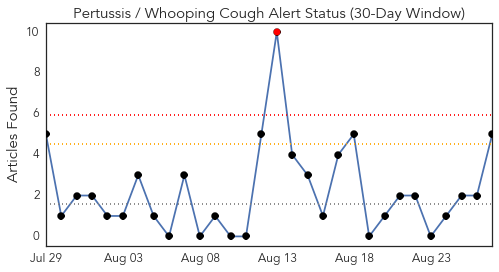 Pertussis / Whooping Cough Alert Status (30-Day Window)
Articles Found
10
8
6
4
2
0
Jul 29 Aug 03 Aug 08 Aug 13 Aug 18 Aug 23